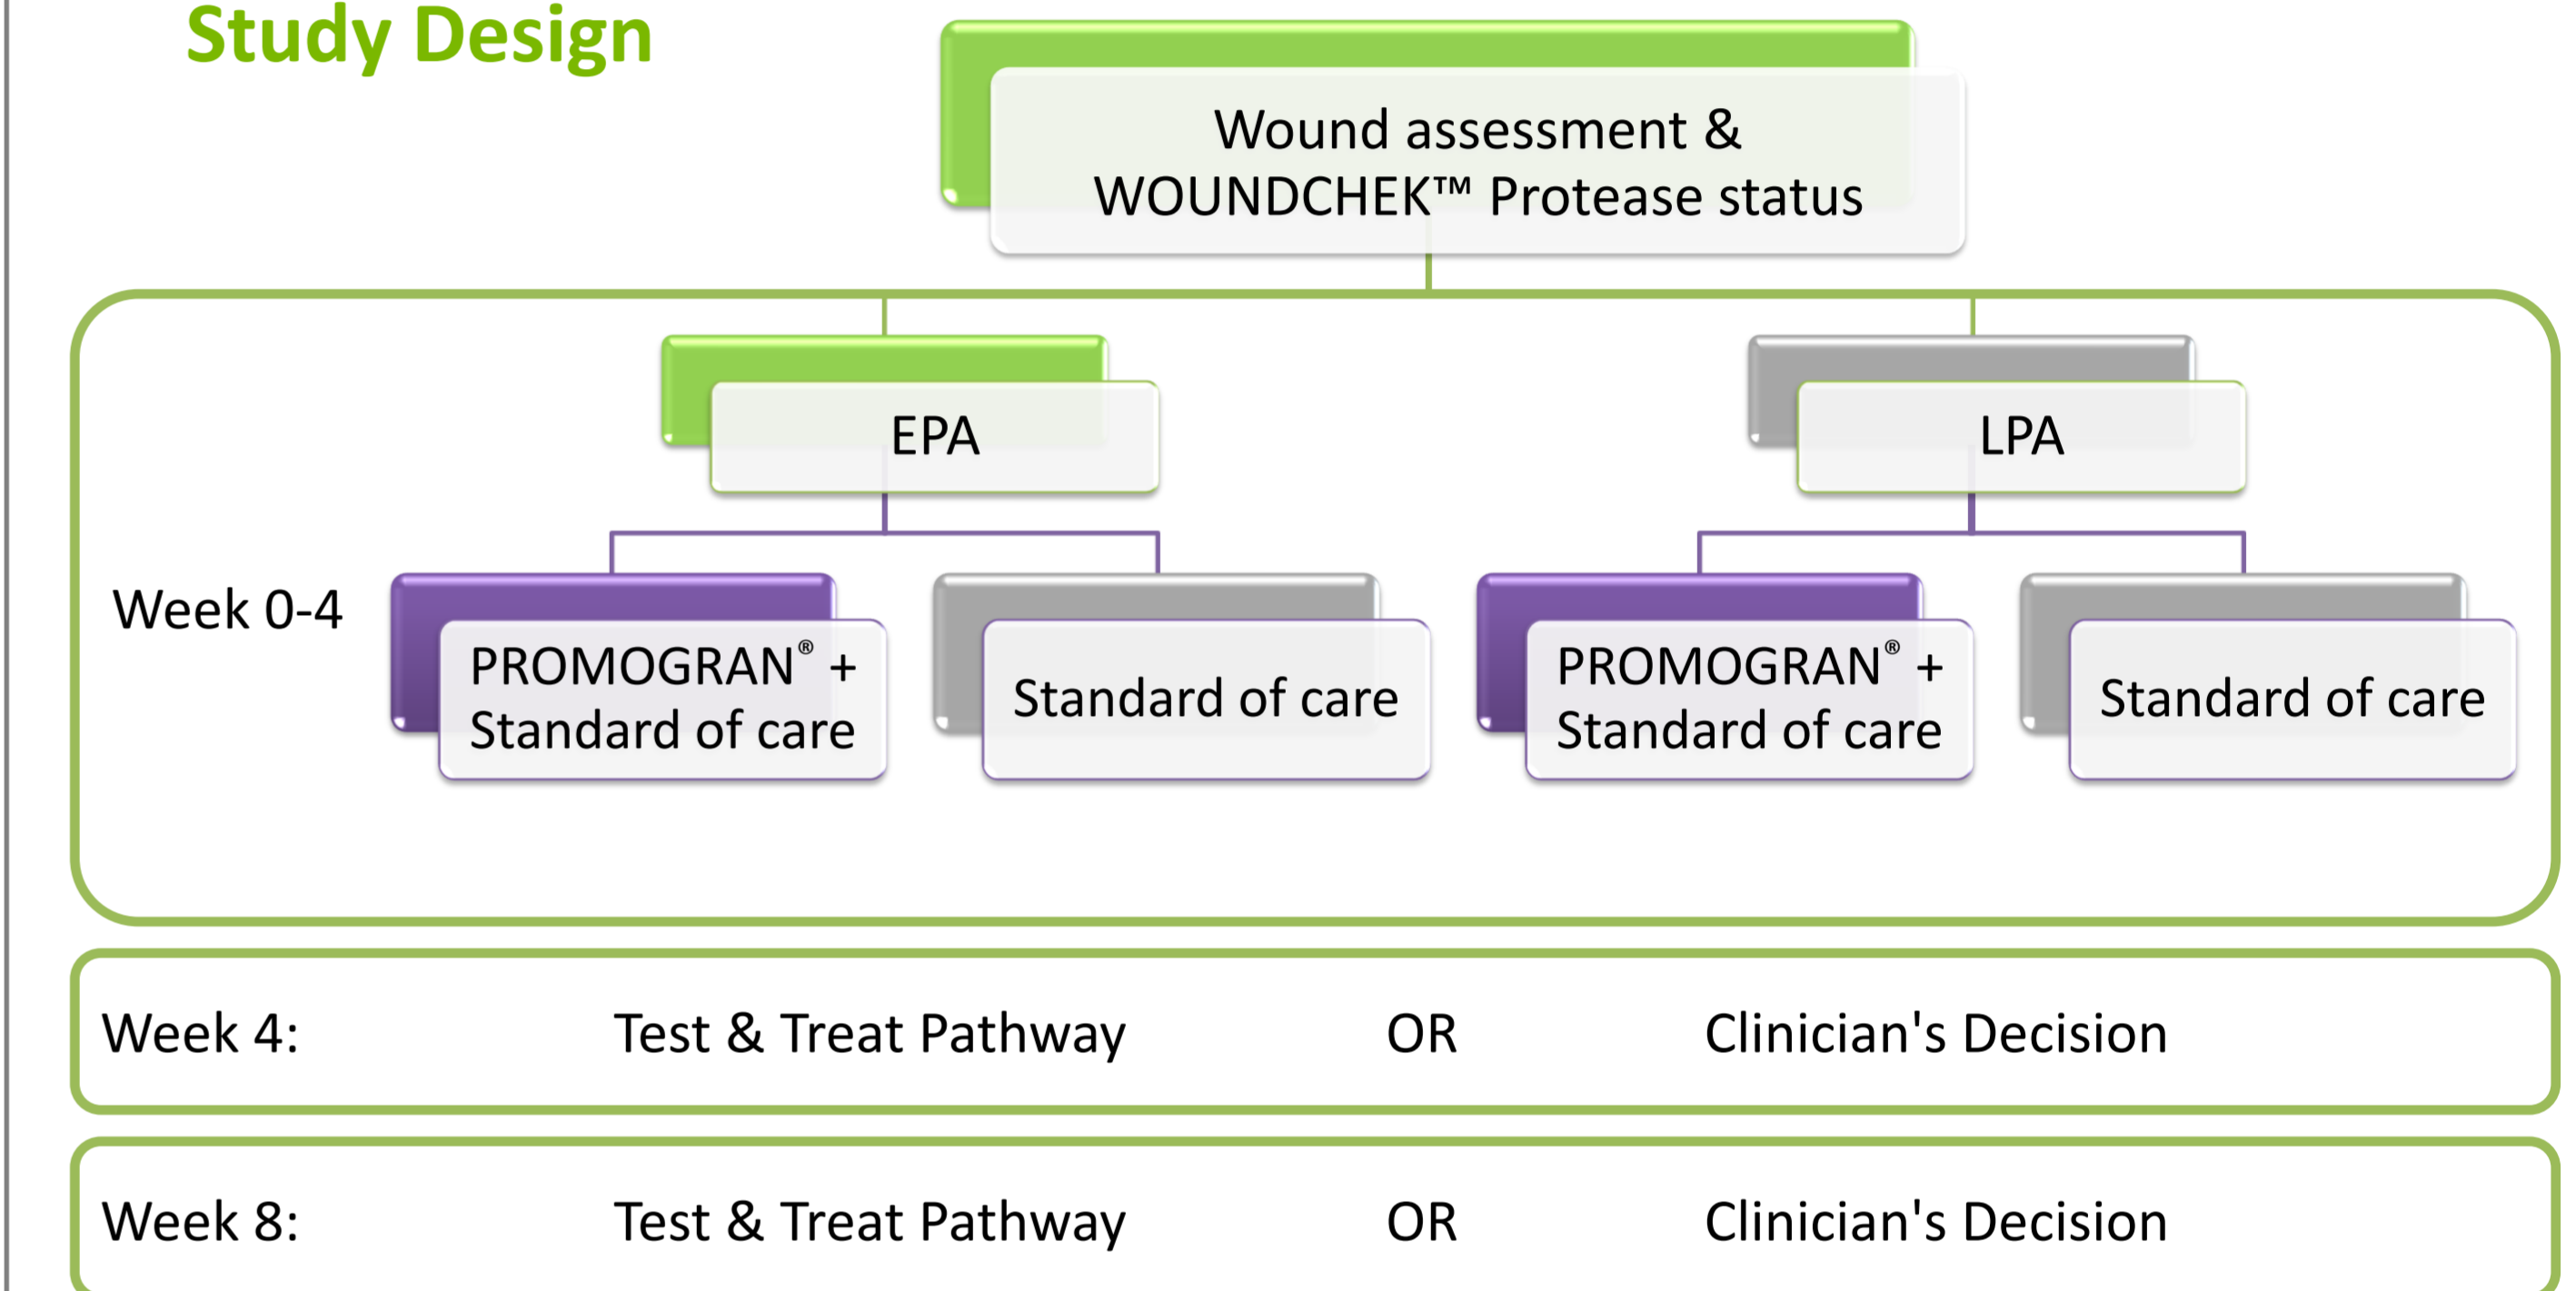 Study Design
Wound assessment &
WOUNDCHEK™ Protease status
EPA
LPA
Week 0-4
PROMOGRAN® +
Standard of care
Standard of care
PROMOGRAN® +
Standard of care
Standard of care
Week 4: Test & Treat Pathway OR Clinician's Decision
Week 8: Test & Treat Pathway OR Clinician's Decision